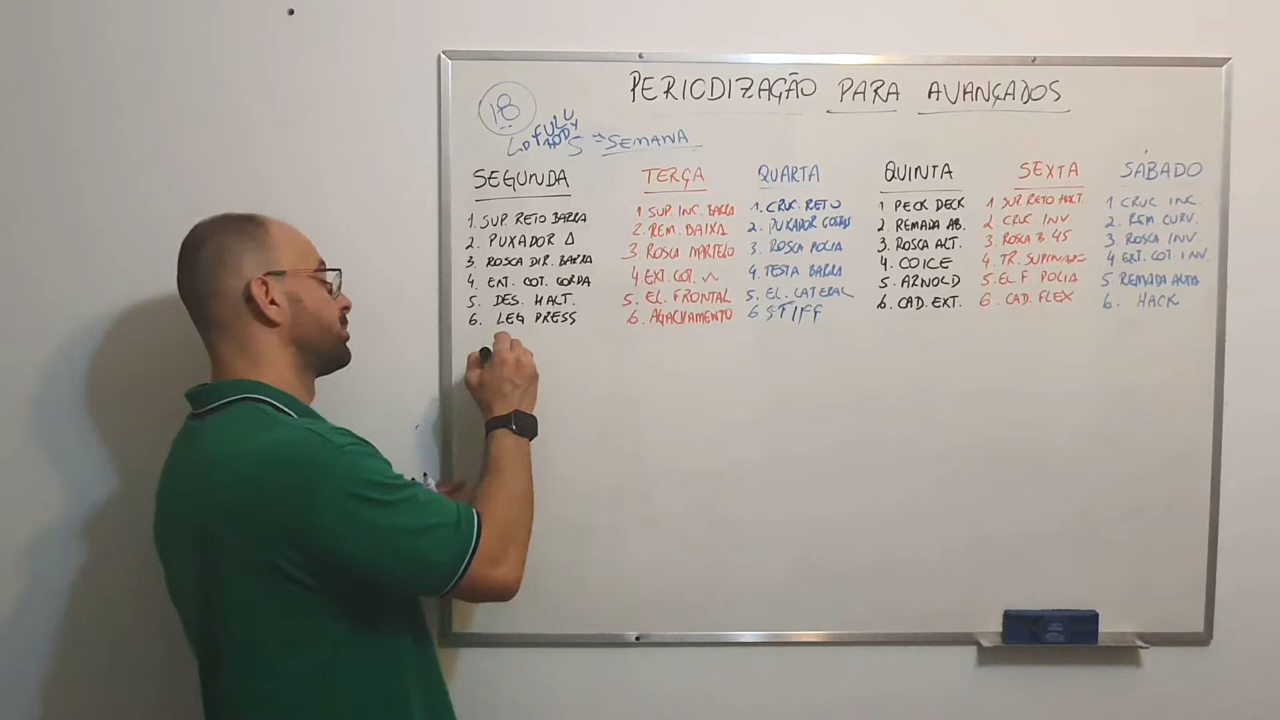 PERIODIZAÇÃO PARA AVANÇADOS
18
FULL
BODY
S = SEMANA
SEGUNDA
1. SUP. RETO BARRA
2. PUXADOR Δ
3. ROSCA DIR. BARRA
4. EXT. COT. CORDA
5. DES. HALT.
6. LEG PRESS
TERÇA
1. SUP. INC. BARRA
2. REM. BAIXA
3. ROSCA MARTELO
4. EXT. COT. ^
5. EL. FRONTAL
6. AGACHAMENTO
QUARTA
1. CRUC. RETO
2. PUXADOR COSTAS
3. ROSCA POLIA
4. TESTA BARRA
5. EL. LATERAL
6 STIFF
QUINTA
1 PECK DECK
2. REMADA AB.
3. ROSCA ALT.
4. COICE
5. ARNOLD
6. CAD. EXT.
SEXTA
1. SUP RETO HALT.
2. CRUC INV.
3. ROSCA B. 45
4. TR. SUPINADO
5. EL F POLIA
6. CAD. FLEX
SÁBADO
1 CRUC INC.
2. REM CURV.
3. ROSCA INV.
4 EXT. COT. INV.
5. REMADA ALTA
6. HACK